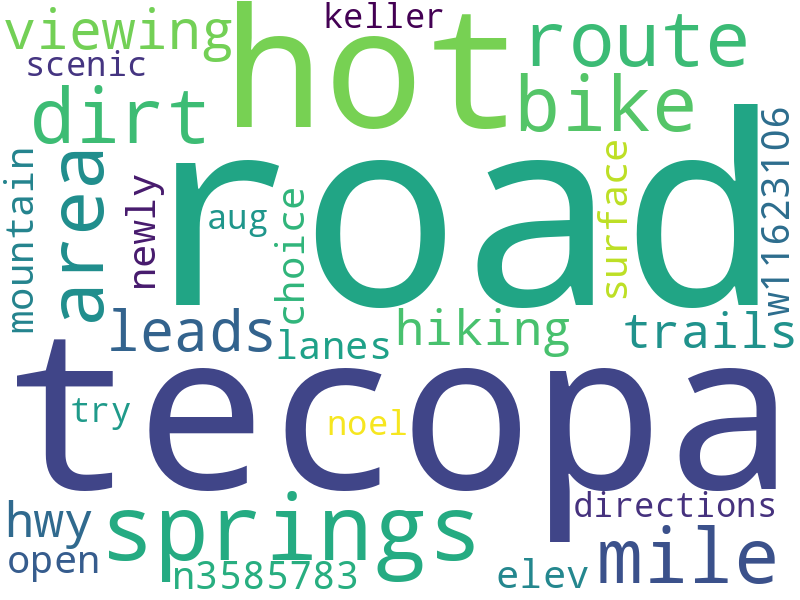 keller
viewing
hot
route
scenic
dirt
bike
road
area
mountain
newly
aug
choice
surface
w11623106
leads
lanes
hiking
trails
tecopa
try
noel
springs
hwy
open
n3585783
directions
elev
mile